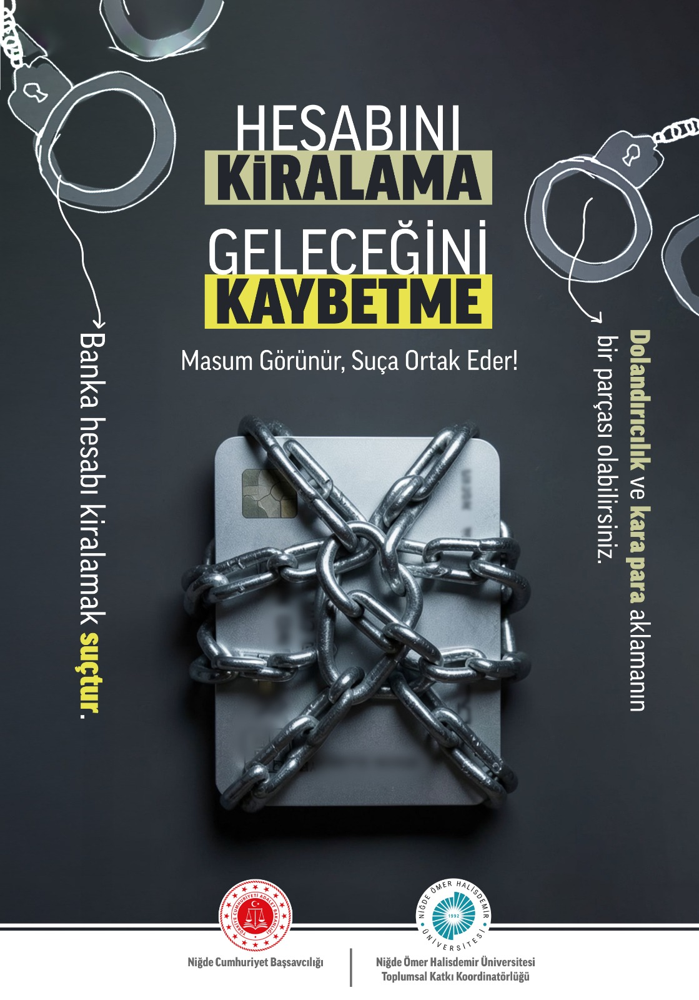 HESABINI
KİRALAMA
GELECEĞİNİ
KAYBETME
Masum Görünür, Suça Ortak Eder!
Banka hesabı kiralamak suçtur.
Dolandırıcılık ve kara para aklamanın
bir parçası olabilirsiniz.
TÜRKİYE CUMHURİYETİ ADALET BAKANLIĞI
NİĞDE ÖMER HALİSDEMİR
1992
ÜNİVERSİTESİ
Niğde Cumhuriyet Başsavcılığı
Niğde Ömer Halisdemir Üniversitesi
Toplumsal Katkı Koordinatörlüğü